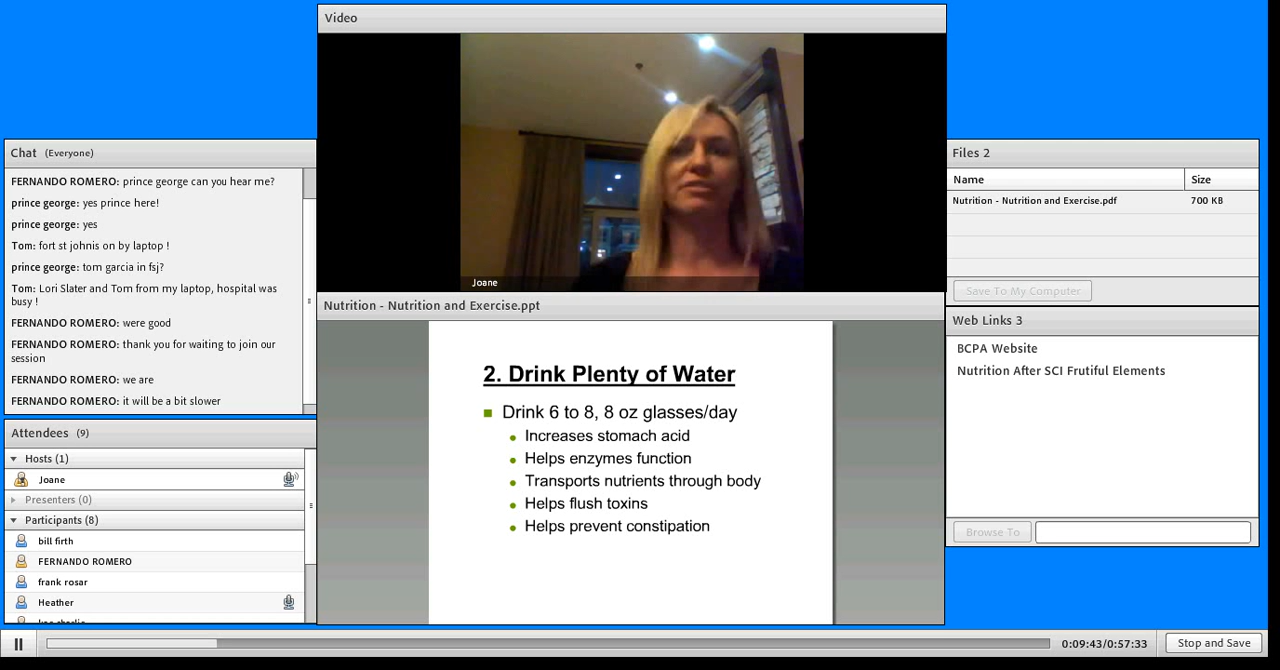 Video
Joane
Chat (Everyone)
FERNANDO ROMERO: prince george can you hear me?
prince george: yes prince here!
prince george: yes
Tom: fort st johnis on by laptop !
prince george: tom garcia in fsj?
Tom: Lori Slater and Tom from my laptop, hospital was
busy !
FERNANDO ROMERO: were good
FERNANDO ROMERO: thank you for waiting to join our
session
FERNANDO ROMERO: we are
FERNANDO ROMERO: it will be a bit slower
Attendees (9)
Hosts (1)
Joane
Presenters (0)
Participants (8)
bill firth
FERNANDO ROMERO
frank rosar
Heather
Nutrition - Nutrition and Exercise.ppt
2. Drink Plenty of Water
Drink 6 to 8, 8 oz glasses/day
Increases stomach acid
Helps enzymes function
Transports nutrients through body
Helps flush toxins
Helps prevent constipation
Files 2
Name Size
Nutrition - Nutrition and Exercise.pdf 700 KB
Save To My Computer
Web Links 3
BCPA Website
Nutrition After SCI Frutiful Elements
Browse To
0:09:43/0:57:33
Stop and Save